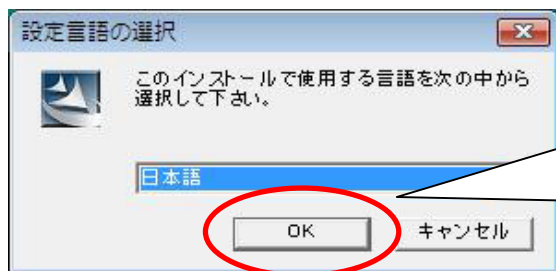 設定言語の選択
このインストールで使用する言語を次の中から
選択して下さい。
日本語
OK
キャンセル